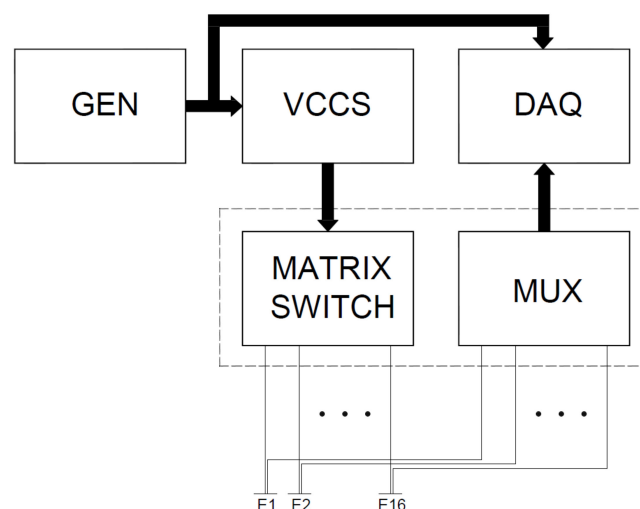 GEN
VCCS
DAQ
MATRIX
SWITCH
MUX
E1 E2 E16